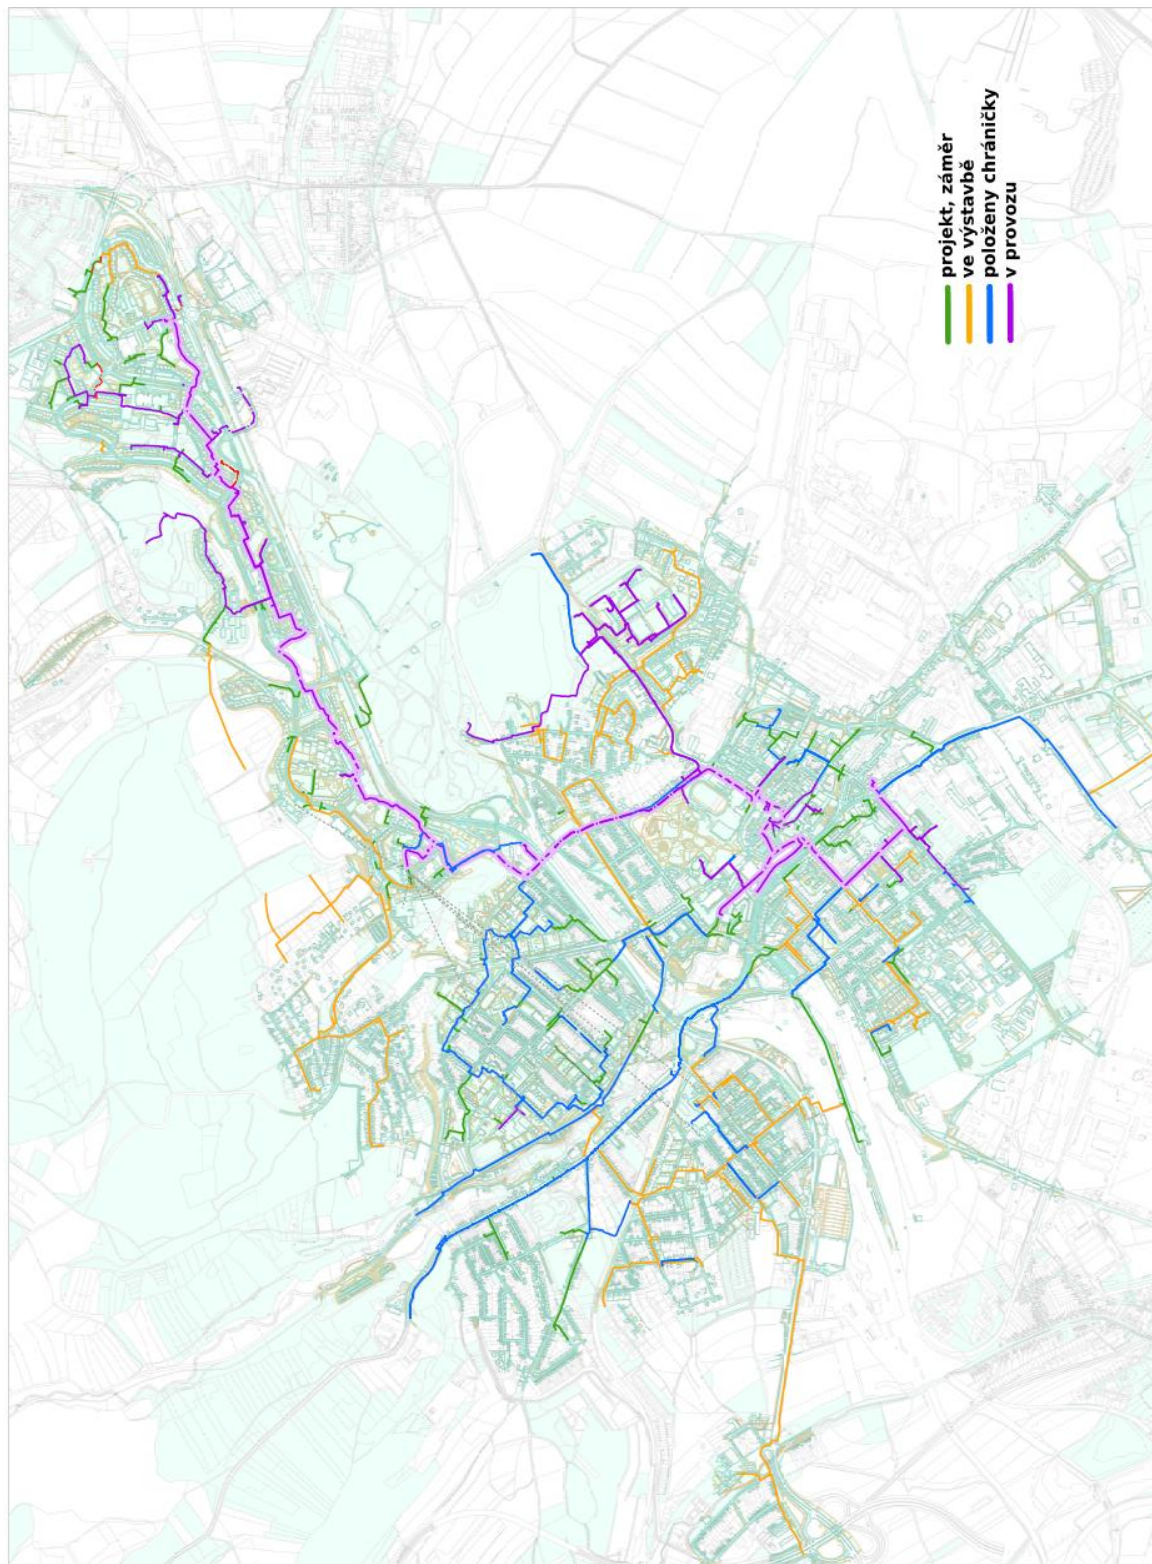 projekt, záměr
ve výstavbě
položeny chráničky
v provozu